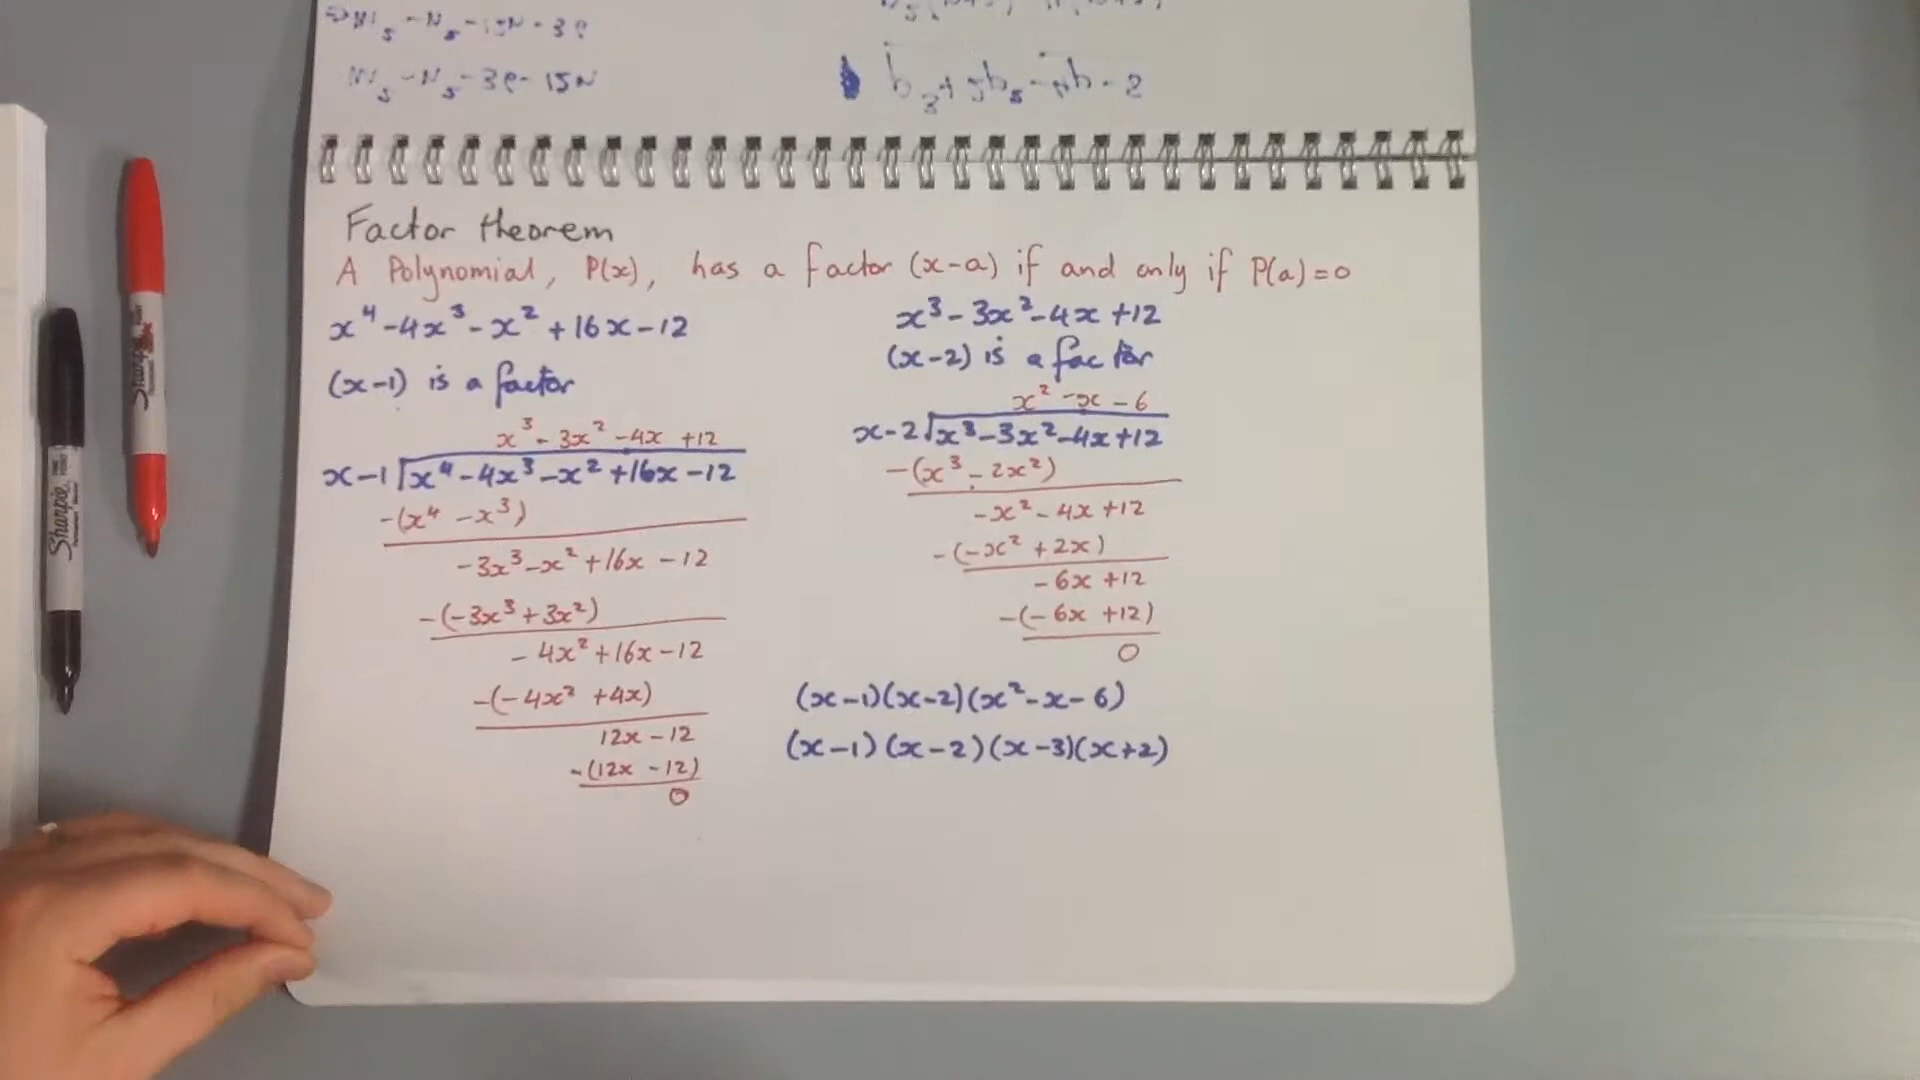 Factor theorem
A Polynomial, P(x), has a factor (x-a) if and only if P(a)=0
x⁴-4x³-x²+16x-12
(x-1) is a factor
x³-3x²-4x+12
x-1√x⁴-4x³-x²+16x-12
-(x⁴-x³)
-3x³-x²+16x-12
-(-3x³+3x²)
-4x²+16x-12
-(-4x²+4x)
12x-12
-(12x-12)
0
x³-3x²-4x+12
(x-2) is a factor
x²-x-6
x-2√x³-3x²-4x+12
-(x³-2x²)
-x²-4x+12
-(-x²+2x)
-6x+12
-(-6x+12)
0
(x-1)(x-2)(x²-x-6)
(x-1)(x-2)(x-3)(x+2)
Sharpie
Sharpie